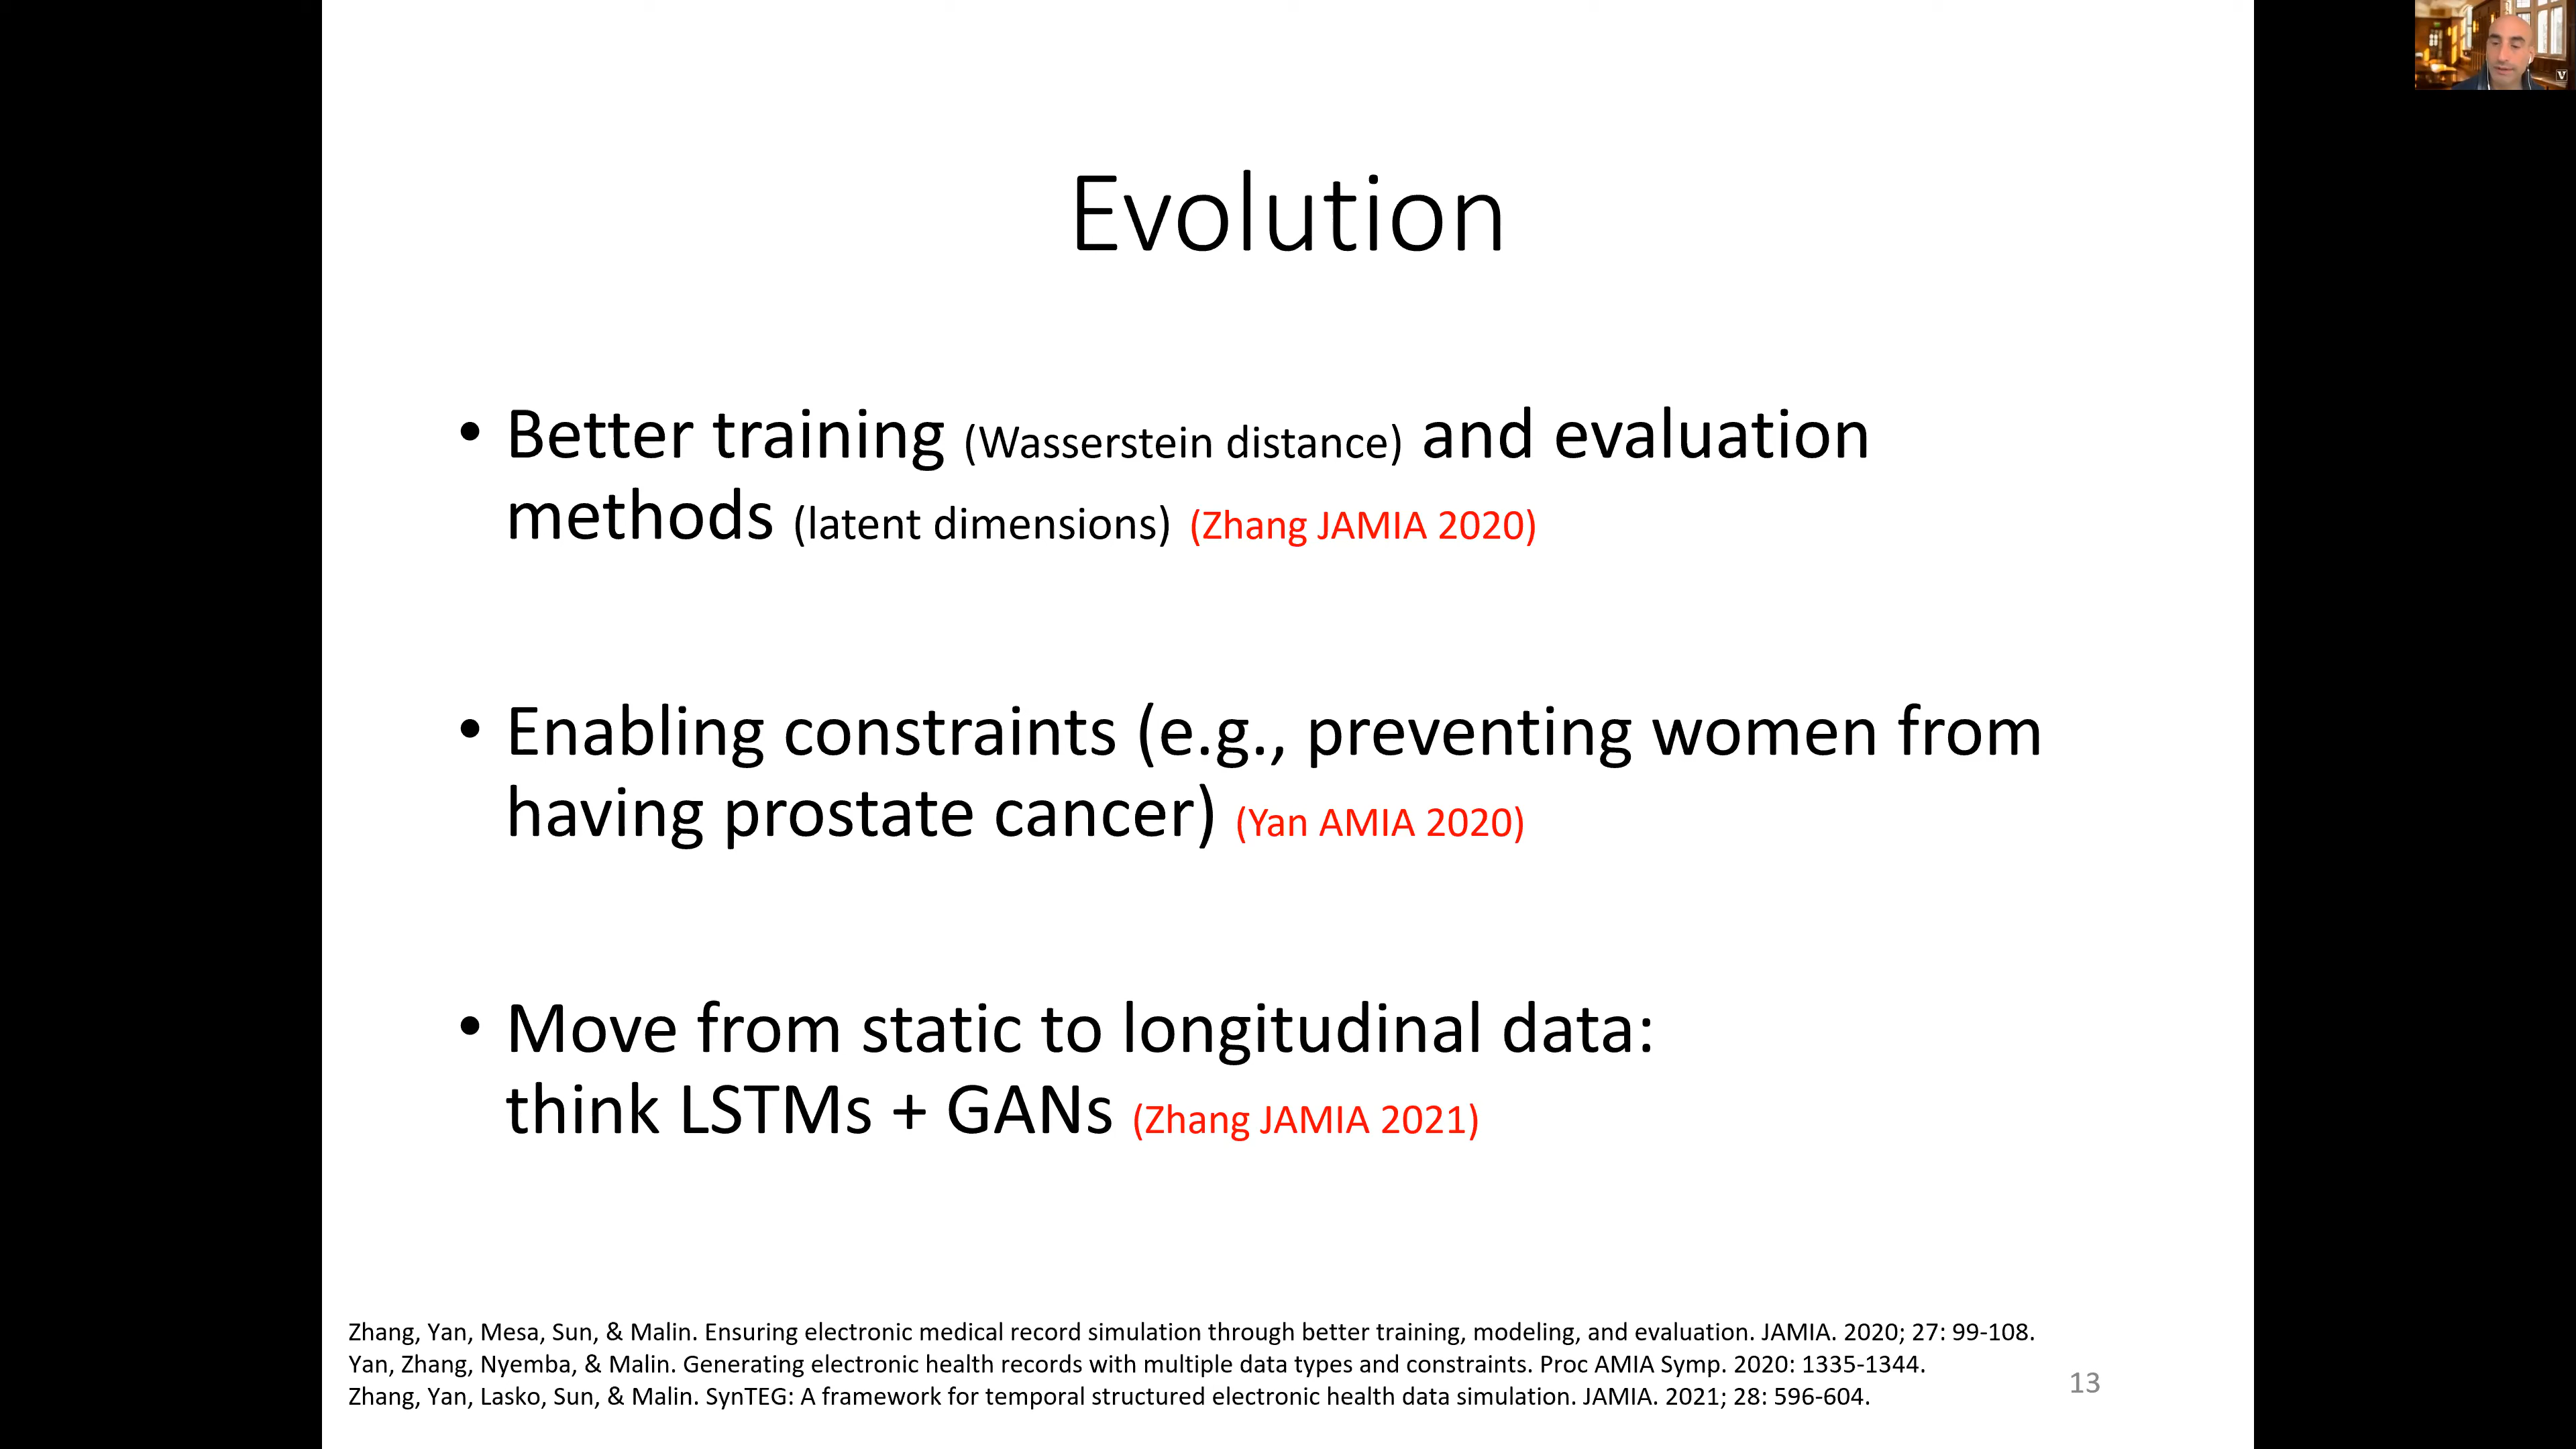 Evolution
• Better training (Wasserstein distance) and evaluation
methods (latent dimensions) (Zhang JAMIA 2020)
• Enabling constraints (e.g., preventing women from
having prostate cancer) (Yan AMIA 2020)
• Move from static to longitudinal data:
think LSTMs + GANs (Zhang JAMIA 2021)
Zhang, Yan, Mesa, Sun, & Malin. Ensuring electronic medical record simulation through better training, modeling, and evaluation. JAMIA. 2020; 27: 99-108.
Yan, Zhang, Nyemba, & Malin. Generating electronic health records with multiple data types and constraints. Proc AMIA Symp. 2020: 1335-1344.
Zhang, Yan, Lasko, Sun, & Malin. SynTEG: A framework for temporal structured electronic health data simulation. JAMIA. 2021; 28: 596-604.
13
V